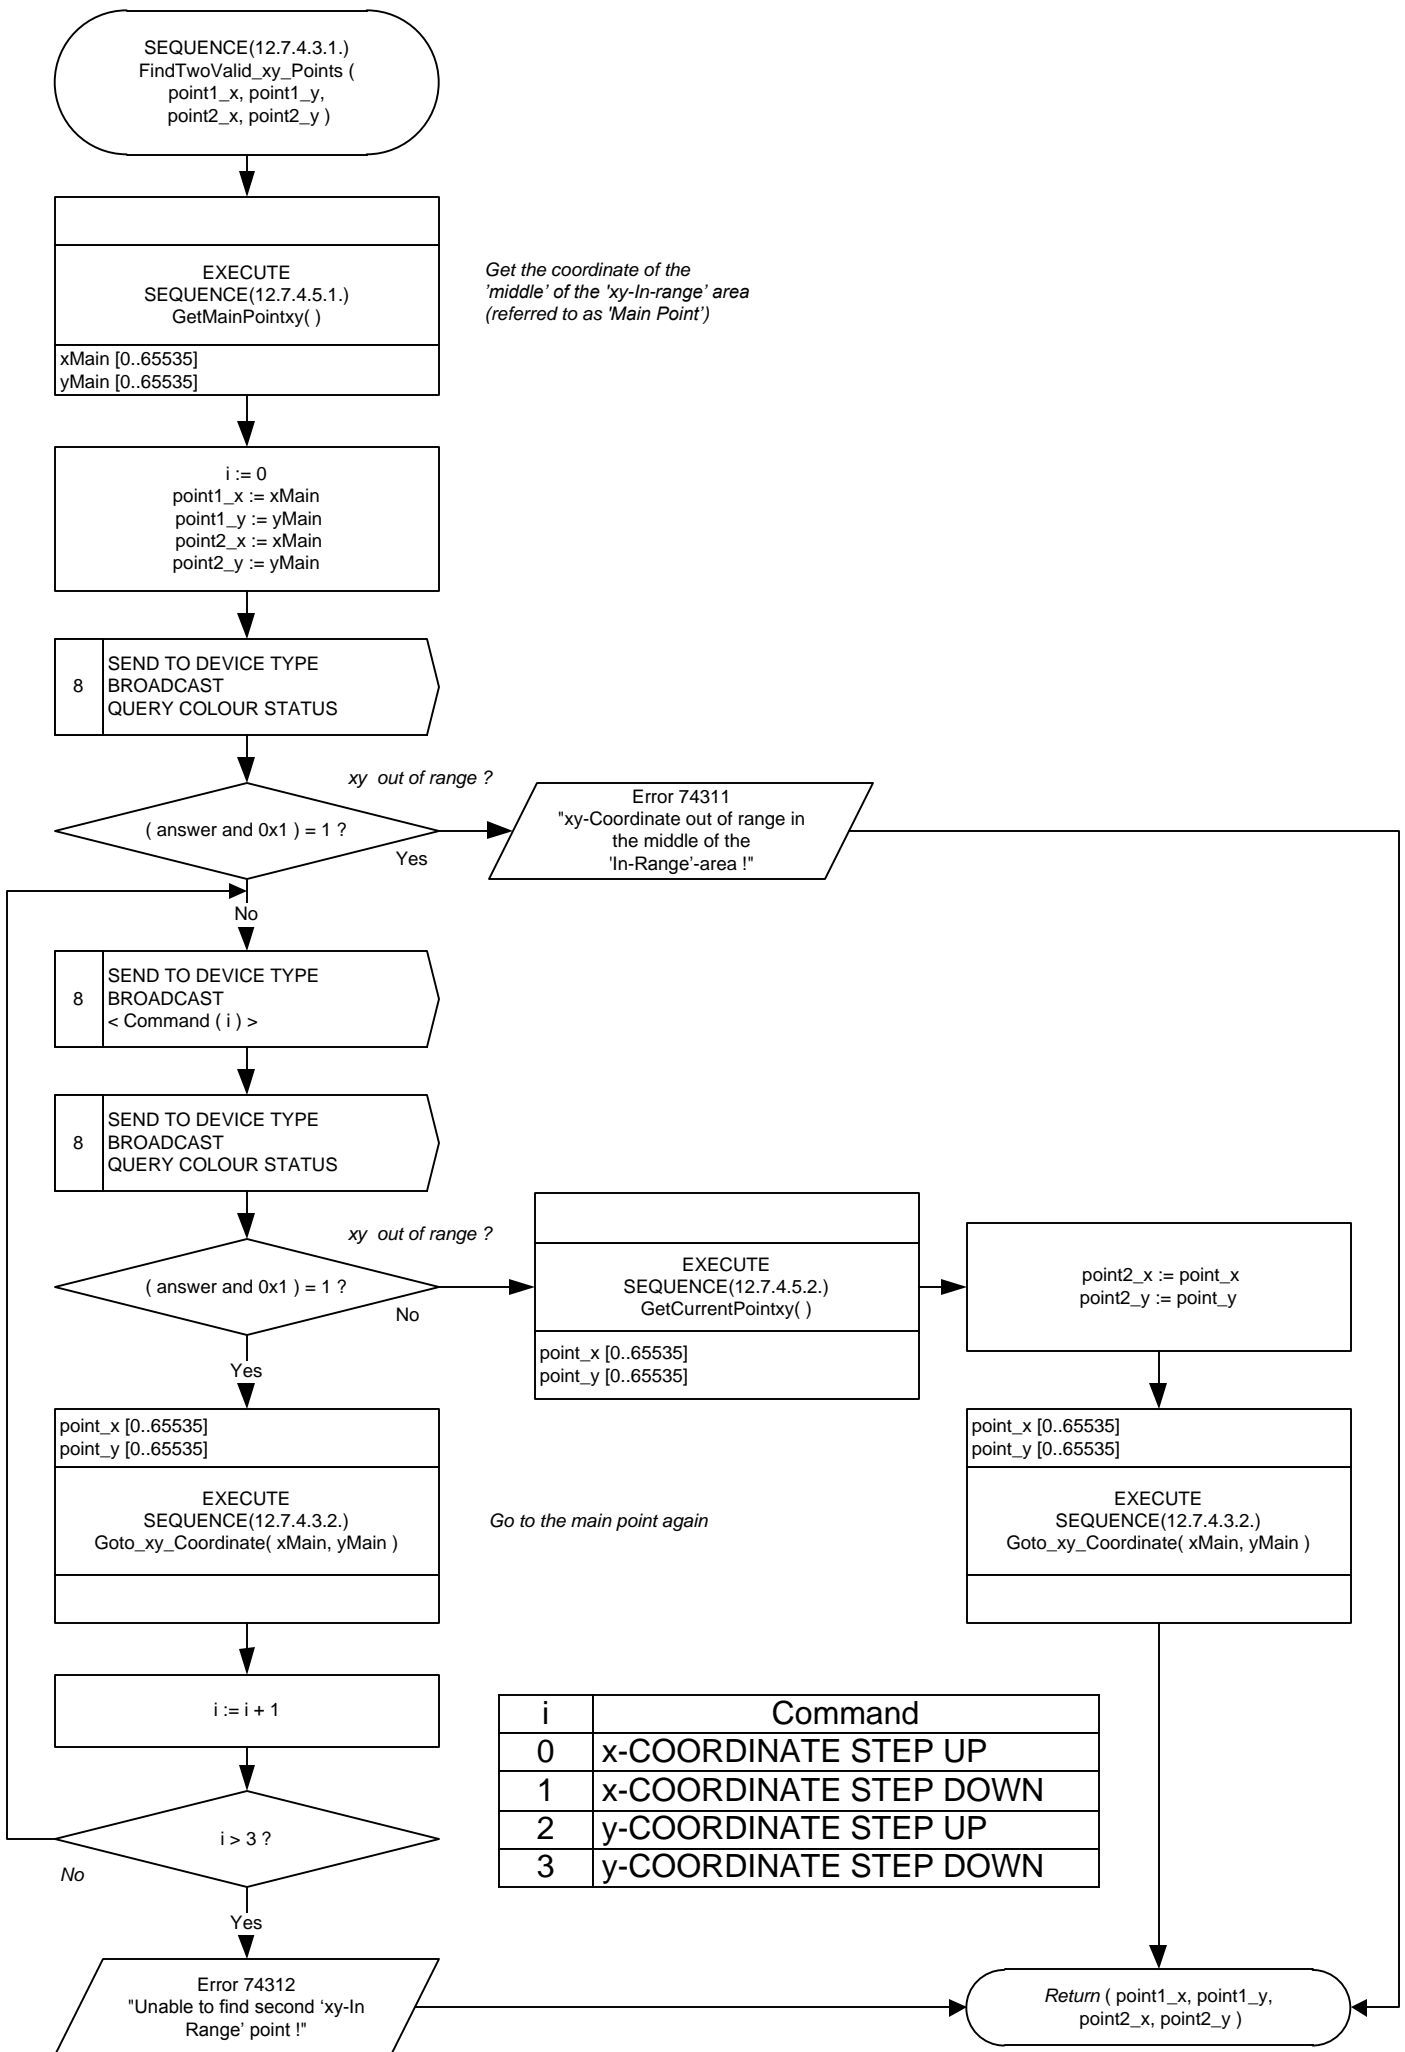 SEQUENCE(12.7.4.3.1.)
FindTwoValid_xy_Points (
point1_x, point1_y,
point2_x, point2_y )
EXECUTE
SEQUENCE(12.7.4.5.1.)
GetMainPointxy( )
xMain [0..65535]
yMain [0..65535]
Get the coordinate of the
’middle’ of the 'xy-In-range’ area
(referred to as 'Main Point’)
i := 0
point1_x := xMain
point1_y := yMain
point2_x := xMain
point2_y := yMain
8
SEND TO DEVICE TYPE
BROADCAST
QUERY COLOUR STATUS
xy out of range ?
( answer and 0x1 ) = 1 ?
Yes
Error 74311
"xy-Coordinate out of range in
the middle of the
'In-Range’-area !"
No
8
SEND TO DEVICE TYPE
BROADCAST
< Command ( i ) >
8
SEND TO DEVICE TYPE
BROADCAST
QUERY COLOUR STATUS
xy out of range ?
( answer and 0x1 ) = 1 ?
No
EXECUTE
SEQUENCE(12.7.4.5.2.)
GetCurrentPointxy( )
point_x [0..65535]
point_y [0..65535]
point2_x := point_x
point2_y := point_y
Yes
point_x [0..65535]
point_y [0..65535]
EXECUTE
SEQUENCE(12.7.4.3.2.)
Goto_xy_Coordinate( xMain, yMain )
Go to the main point again
point_x [0..65535]
point_y [0..65535]
EXECUTE
SEQUENCE(12.7.4.3.2.)
Goto_xy_Coordinate( xMain, yMain )
i := i + 1
i Command
0 x-COORDINATE STEP UP
1 x-COORDINATE STEP DOWN
2 y-COORDINATE STEP UP
3 y-COORDINATE STEP DOWN
i > 3 ?
No
Yes
Error 74312
"Unable to find second ‘xy-In
Range’ point !"
Return ( point1_x, point1_y,
point2_x, point2_y )